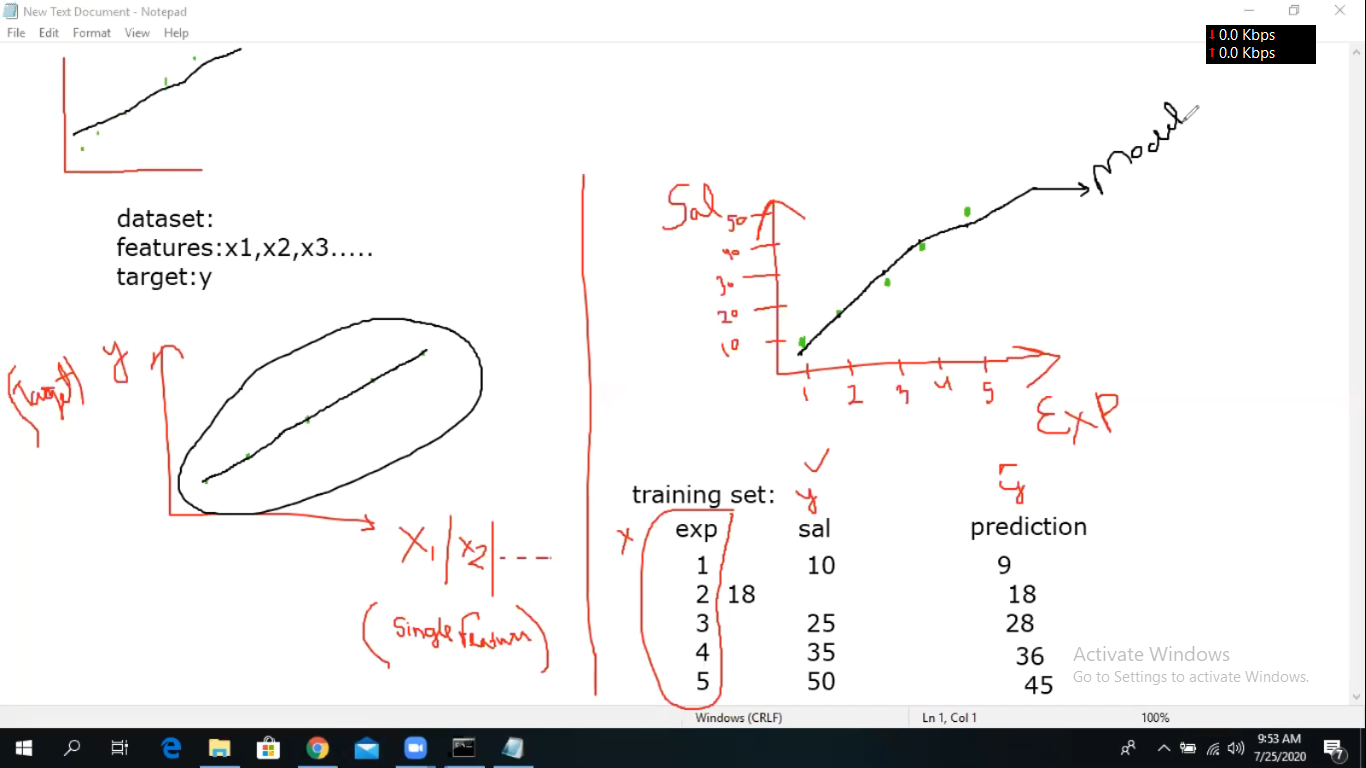 New Text Document - Notepad
File Edit Format View Help
↓ 0.0 Kbps
↑ 0.0 Kbps
dataset:
features:x1,x2,x3.....
target:y
(Target)
y
X1 | x2 | - - - -
(Single Feature)
Model
Sal
50
40
30
20
10
1 2 3 4 5
Exp
training set: y ȳ
x exp sal prediction
1 10 9
2 18 18
3 25 28
4 35 36
5 50 45
Activate Windows
Go to Settings to activate Windows.
Windows (CRLF) Ln 1, Col 1 100%
9:53 AM
7/25/2020
7